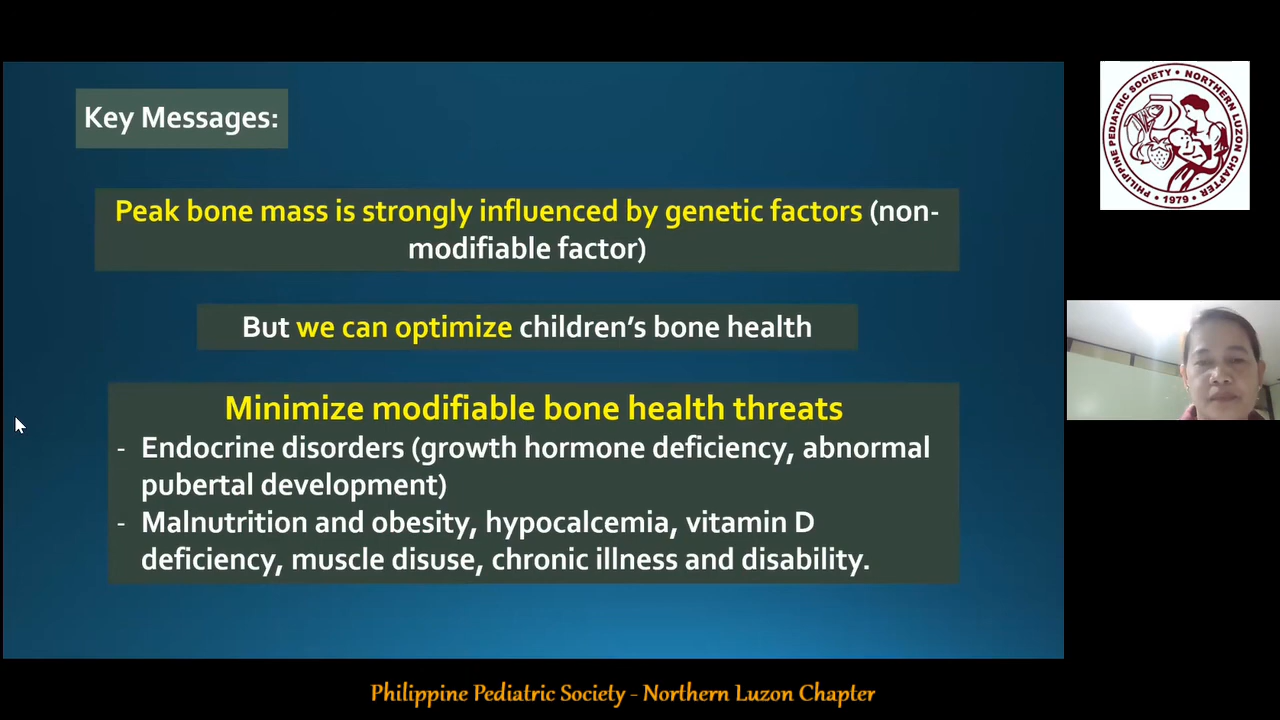 Key Messages:
Peak bone mass is strongly influenced by genetic factors (non-
modifiable factor)
But we can optimize children's bone health
Minimize modifiable bone health threats
- Endocrine disorders (growth hormone deficiency, abnormal
pubertal development)
- Malnutrition and obesity, hypocalcemia, vitamin D
deficiency, muscle disuse, chronic illness and disability.
PHILIPPINE PEDIATRIC SOCIETY • NORTHERN LUZON CHAPTER
• 1979 •
Philippine Pediatric Society - Northern Luzon Chapter